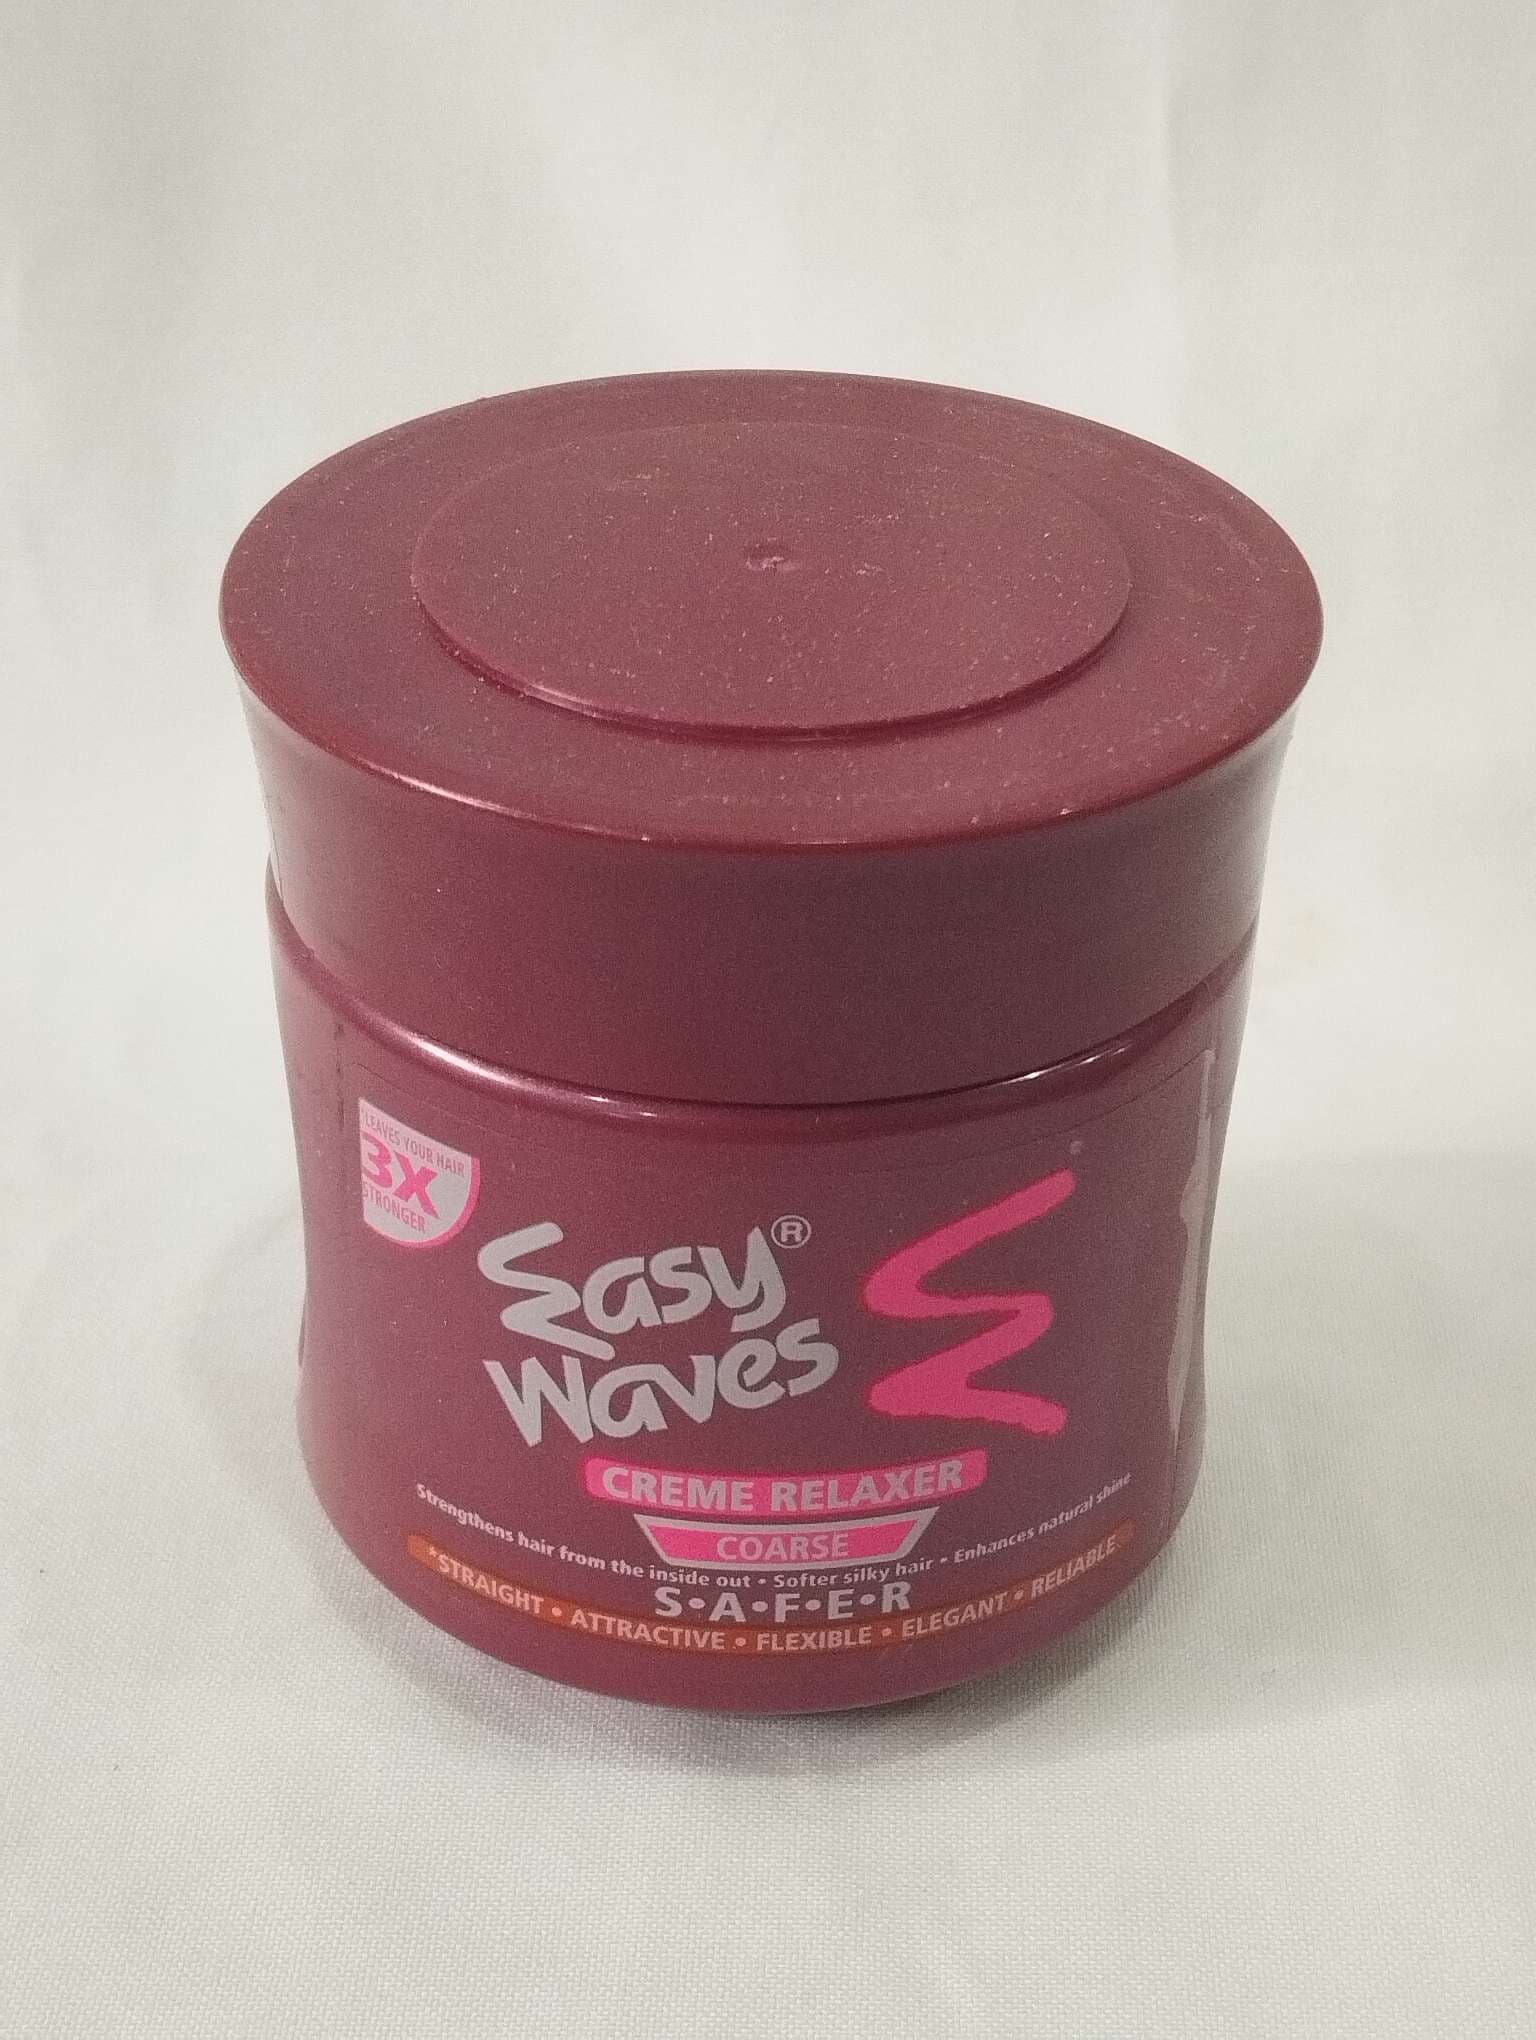 LEAVES YOUR HAIR
3X
STRONGER
Easy®
Waves
CREME RELAXER
COARSE
Strengthens hair from the inside out • Softer silky hair • Enhances natural shine
S•A•F•E•R
*STRAIGHT • ATTRACTIVE • FLEXIBLE • ELEGANT • RELIABLE